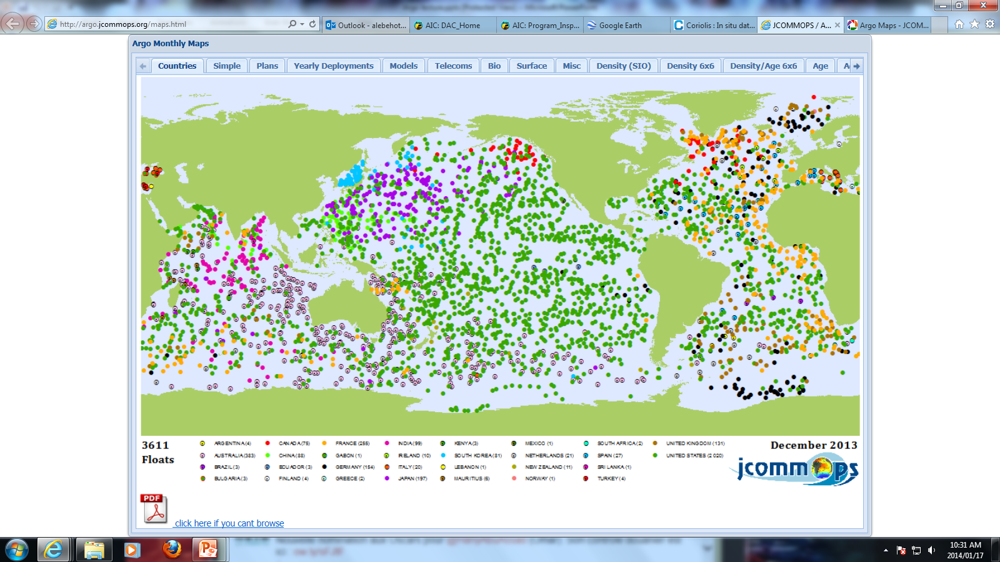 http://argo.jcommops.org/maps.html
Outlook - alebehot...
AIC: DAC_Home
AIC: Program_Insp...
Google Earth
Coriolis : In situ dat...
JCOMMOPS / A...
Argo Maps - JCOM...
Argo Monthly Maps
Countries Simple Plans Yearly Deployments Models Telecoms Bio Surface Misc Density (SIO) Density 6x6 Density/Age 6x6 Age
3611
Floats
ARGENTINA (4) CANADA (75) FRANCE (255) INDIA (99) KENYA (3) MEXICO (1) SOUTH AFRICA (2) UNITED KINGDOM (131)
AUSTRALIA (383) CHINA (88) GABON (1) IRELAND (10) SOUTH KOREA (81) NETHERLANDS (21) SPAIN (27) UNITED STATES (2 020)
BRAZIL (3) ECUADOR (3) GERMANY (154) ITALY (20) LEBANON (1) NEW ZEALAND (11) SRI LANKA (1)
BULGARIA (3) FINLAND (4) GREECE (2) JAPAN (197) MAURITIUS (6) NORWAY (1) TURKEY (4)
December 2013
jcommops
PDF
click here if you cant browse
10:31 AM
2014/01/17